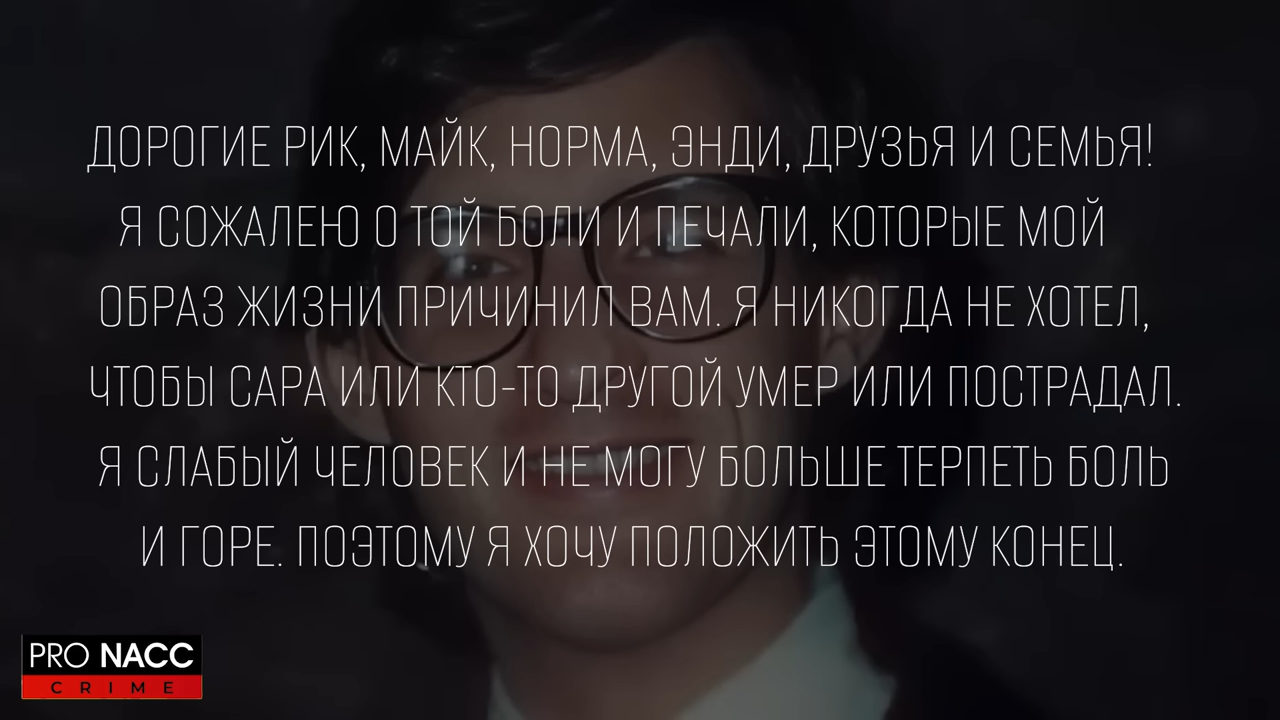 ДОРОГИЕ РИК, МАЙК, НОРМА, ЭНДИ, ДРУЗЬЯ И СЕМЬЯ!
Я СОЖАЛЕЮ О ТОЙ БОЛИ И ПЕЧАЛИ, КОТОРЫЕ МОЙ
ОБРАЗ ЖИЗНИ ПРИЧИНИЛ ВАМ. Я НИКОГДА НЕ ХОТЕЛ,
ЧТОБЫ САРА ИЛИ КТО-ТО ДРУГОЙ УМЕР ИЛИ ПОСТРАДАЛ.
Я СЛАБЫЙ ЧЕЛОВЕК И НЕ МОГУ БОЛЬШЕ ТЕРПЕТЬ БОЛЬ
И ГОРЕ. ПОЭТОМУ Я ХОЧУ ПОЛОЖИТЬ ЭТОМУ КОНЕЦ.
PRO NACC
CRIME